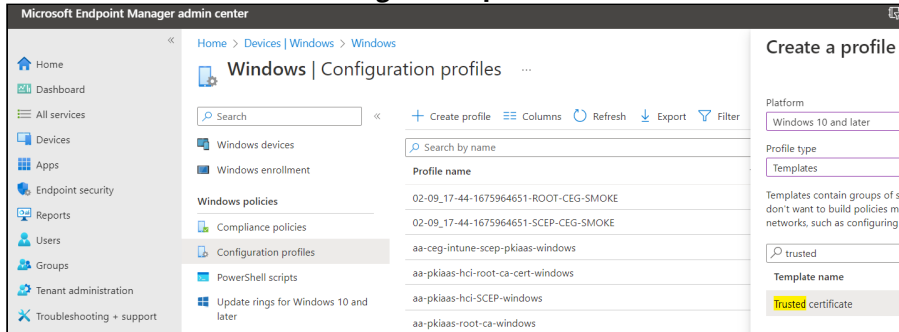 Microsoft Endpoint Manager admin center
«
Home
Dashboard
All services
Devices
Apps
Endpoint security
Reports
Users
Groups
Tenant administration
Troubleshooting + support
Home > Devices | Windows > Windows
Windows | Configuration profiles ...
Search
«
Windows devices
Windows enrollment
Windows policies
Compliance policies
Configuration profiles
PowerShell scripts
Update rings for Windows 10 and
later
+ Create profile Columns Refresh Export Filter
Search by name
Profile name
02-09_17-44-1675964651-ROOT-CEG-SMOKE
02-09_17-44-1675964651-SCEP-CEG-SMOKE
aa-ceg-intune-scep-pkiaas-windows
aa-pkiaas-hci-root-ca-cert-windows
aa-pkiaas-hci-SCEP-windows
aa-pkiaas-root-ca-windows
Create a profile
Platform
Windows 10 and later
Profile type
Templates
Templates contain groups of s
don't want to build policies m
networks, such as configuring
trusted
Template name
Trusted certificate